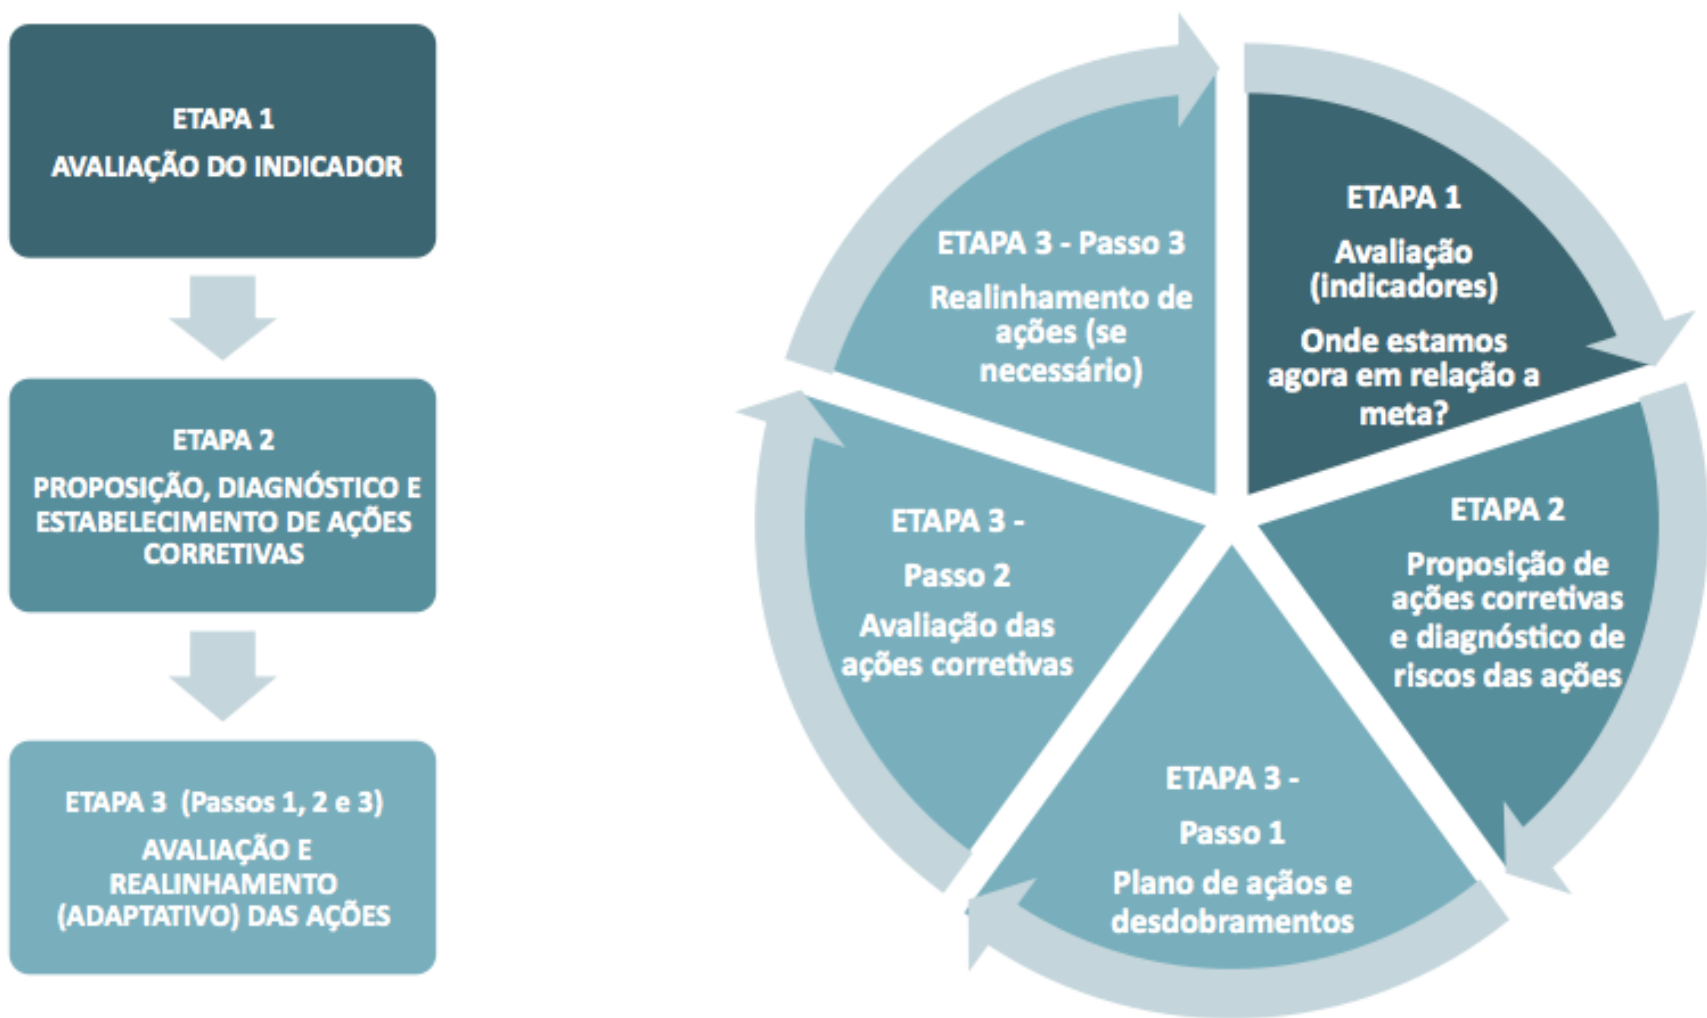 ETAPA 1
AVALIAÇÃO DO INDICADOR
ETAPA 2
PROPOSIÇÃO, DIAGNÓSTICO E
ESTABELECIMENTO DE AÇÕES
CORRETIVAS
ETAPA 3 (Passos 1, 2 e 3)
AVALIAÇÃO E
REALINHAMENTO
(ADAPTATIVO) DAS AÇÕES
ETAPA 1
Avaliação
(indicadores)
Onde estamos
agora em relação a
meta?
ETAPA 2
Proposição de
ações corretivas
e diagnóstico de
riscos das ações
ETAPA 3 -
Passo 1
Plano de açãos e
desdobramentos
ETAPA 3 -
Passo 2
Avaliação das
ações corretivas
ETAPA 3 - Passo 3
Realinhamento de
ações (se
necessário)